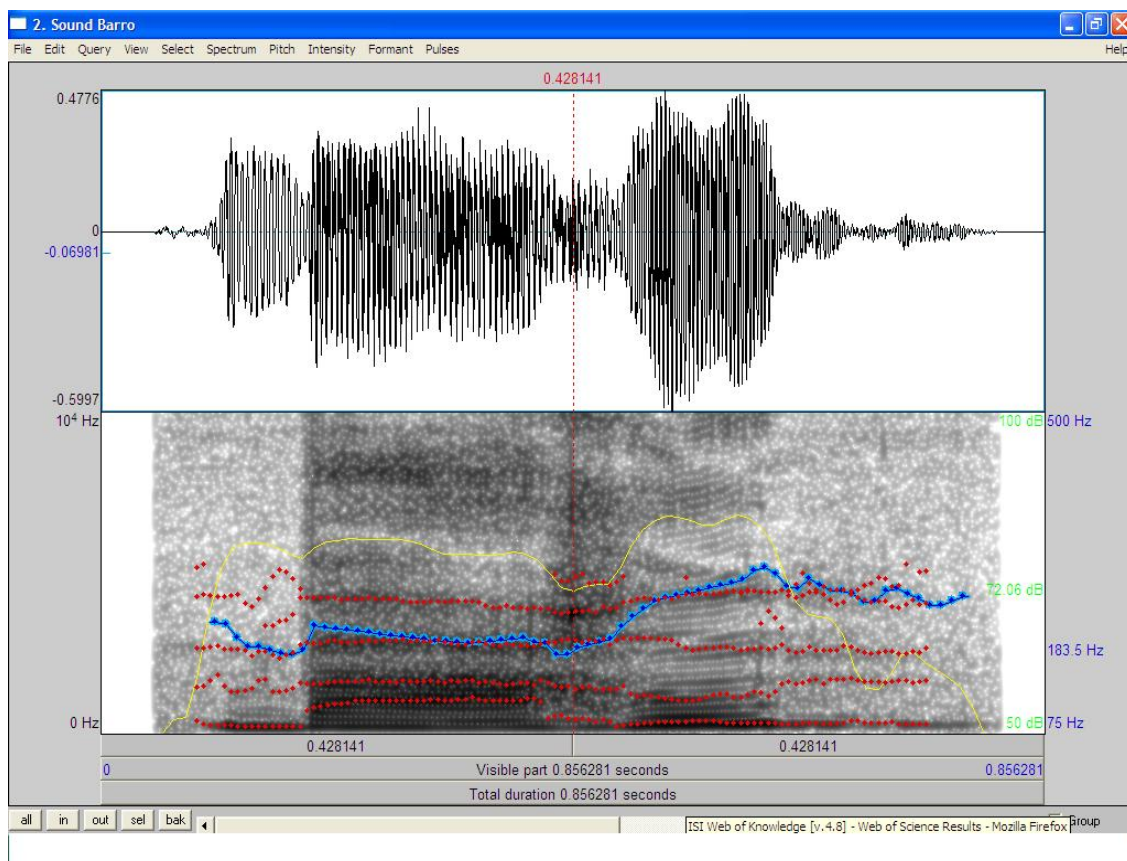 2. Sound Barro
File Edit Query View Select Spectrum Pitch Intensity Formant Pulses Help
0.428141
0.4776
0
-0.06981
-0.5997
10⁴ Hz 100 dB 500 Hz
72.06 dB
183.5 Hz
0 Hz 50 dB 75 Hz
0.428141 0.428141
0 Visible part 0.856281 seconds 0.856281
Total duration 0.856281 seconds
all in out sel bak Group
ISI Web of Knowledge [v.4.8] - Web of Science Results - Mozilla Firefox